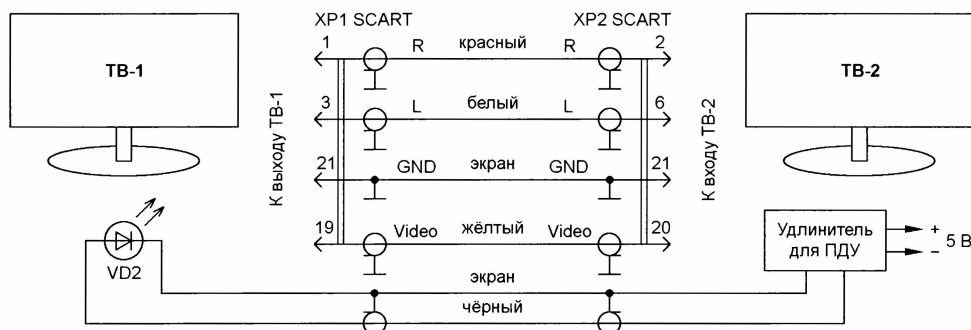 XP1 SCART
XP2 SCART
ТВ-1
К выходу ТВ-1
1 R красный R 2
3 L белый L 6
21 GND экран GND 21
19 Video жёлтый Video 20
К входу ТВ-2
ТВ-2
VD2
экран
чёрный
Удлинитель
для ПДУ
+
–
5 В